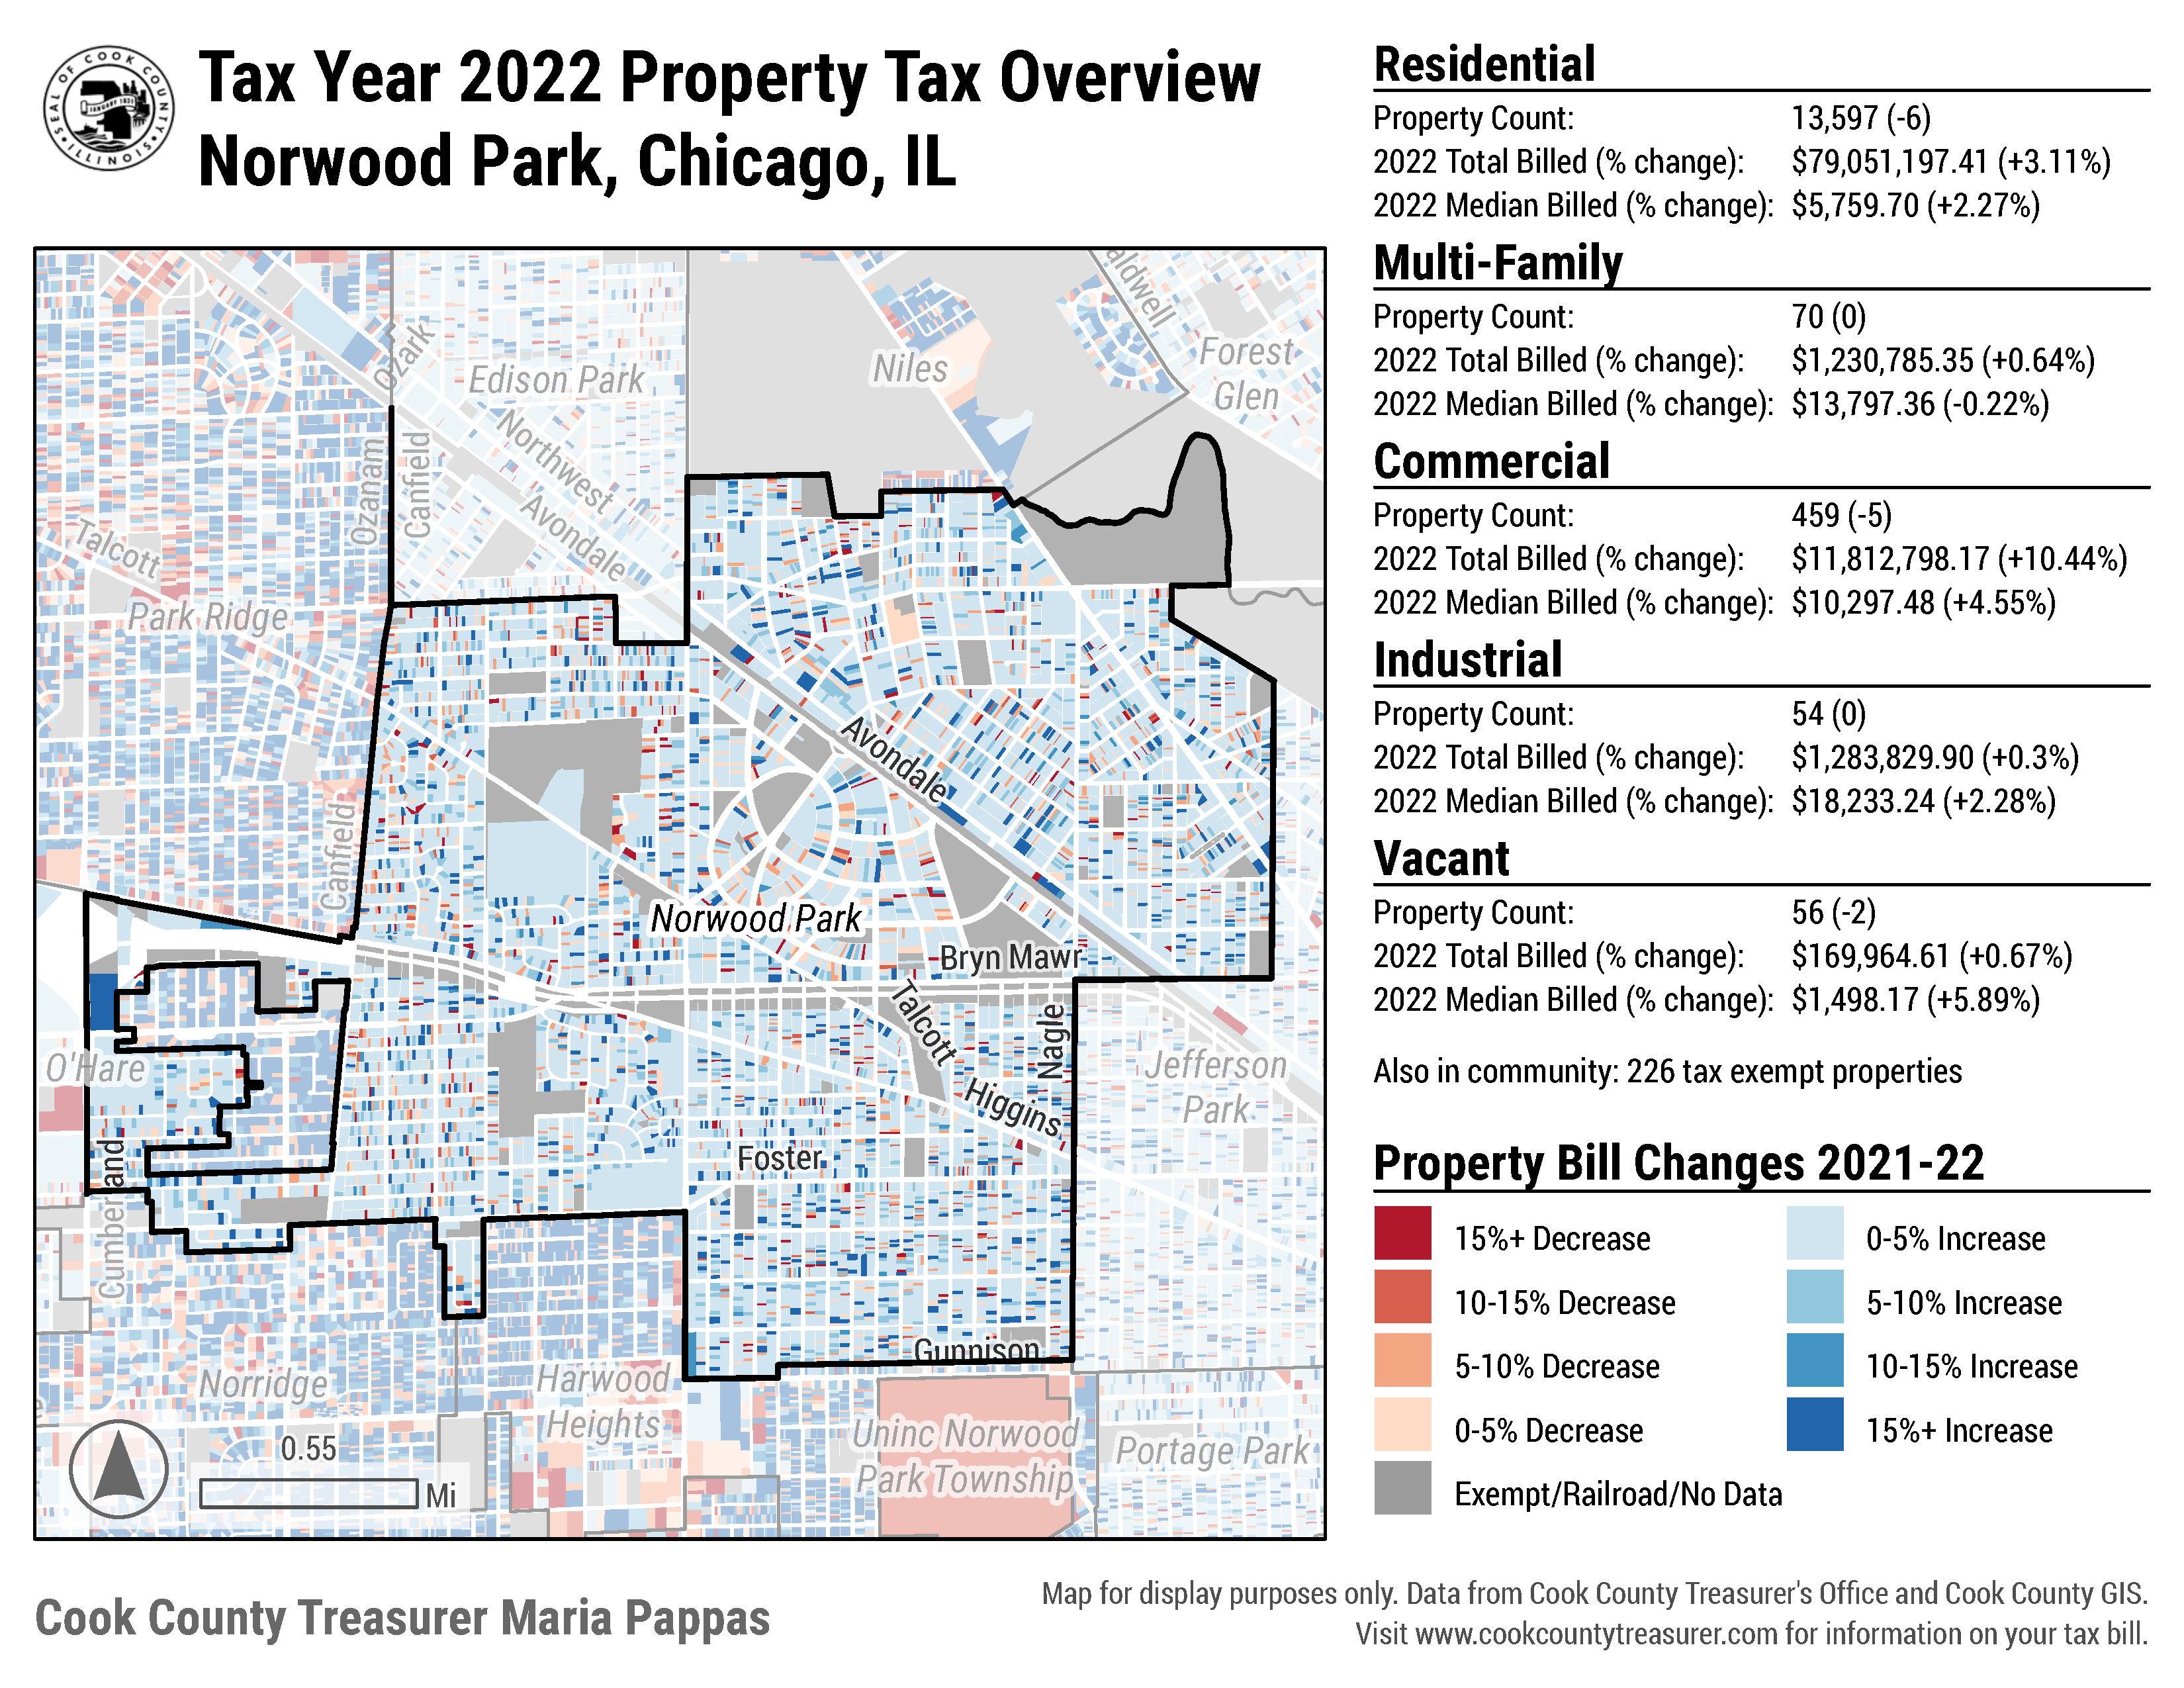 SEAL OF COOK COUNTY
ILLINOIS
JANUARY 1831
Tax Year 2022 Property Tax Overview
Norwood Park, Chicago, IL
Residential
Property Count: 13,597 (-6)
2022 Total Billed (% change): $79,051,197.41 (+3.11%)
2022 Median Billed (% change): $5,759.70 (+2.27%)
Multi-Family
Property Count: 70 (0)
2022 Total Billed (% change): $1,230,785.35 (+0.64%)
2022 Median Billed (% change): $13,797.36 (-0.22%)
Commercial
Property Count: 459 (-5)
2022 Total Billed (% change): $11,812,798.17 (+10.44%)
2022 Median Billed (% change): $10,297.48 (+4.55%)
Industrial
Property Count: 54 (0)
2022 Total Billed (% change): $1,283,829.90 (+0.3%)
2022 Median Billed (% change): $18,233.24 (+2.28%)
Vacant
Property Count: 56 (-2)
2022 Total Billed (% change): $169,964.61 (+0.67%)
2022 Median Billed (% change): $1,498.17 (+5.89%)
Also in community: 226 tax exempt properties
Property Bill Changes 2021-22
15%+ Decrease
10-15% Decrease
5-10% Decrease
0-5% Decrease
Exempt/Railroad/No Data
0-5% Increase
5-10% Increase
10-15% Increase
15%+ Increase
aldwell
Ozark
Edison Park
Niles
Forest
Glen
Northwest
Ozanam
Canfield
Avondale
Talcott
Park Ridge
Avondale
Canfield
Norwood Park
Bryn Mawr
Talcott
Nagle
O'Hare
Jefferson
Park
Higgins
Foster
Cumberland
Gunnison
Norridge
Harwood
Heights
Uninc Norwood
Park Township
Portage Park
0.55
Mi
Cook County Treasurer Maria Pappas
Map for display purposes only. Data from Cook County Treasurer's Office and Cook County GIS.
Visit www.cookcountytreasurer.com for information on your tax bill.